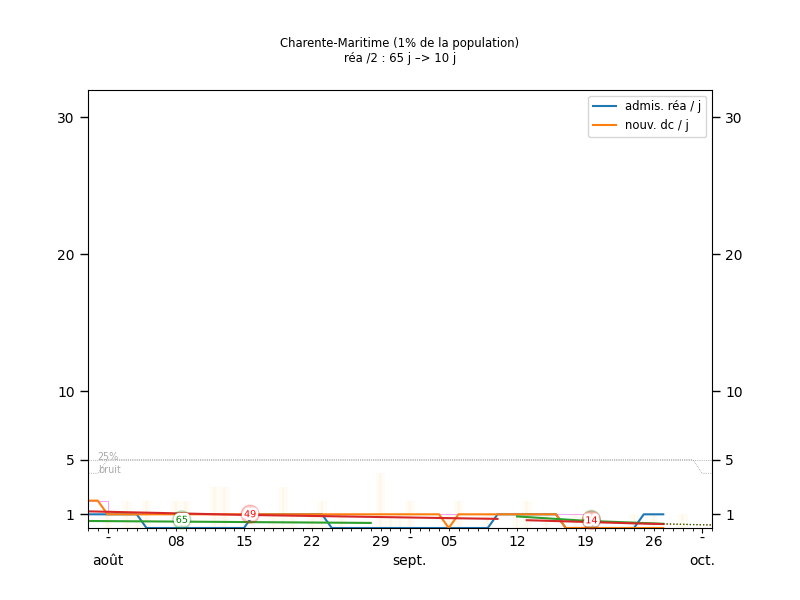 Charente-Maritime (1% de la population)
réa /2 : 65 j –> 10 j
admis. réa / j
nouv. dc / j
30 30
20 20
10 10
5 5
1 1
25%
bruit
65 49 14
- 08 15 22 29 - 05 12 19 26 -
août sept. oct.